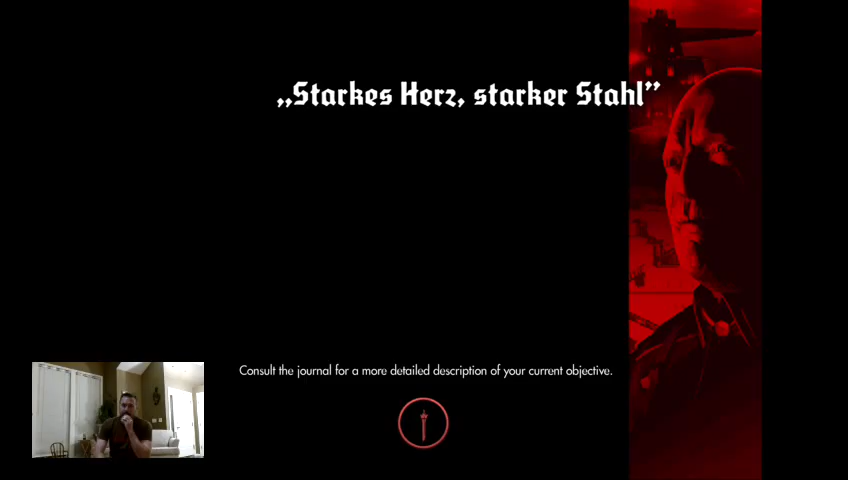 „Starkes Herz, starker Stahl”
Consult the journal for a more detailed description of your current objective.